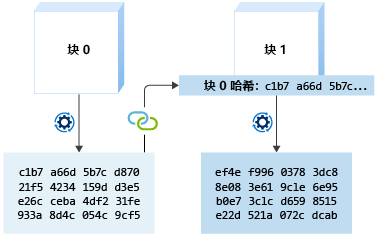 块 0
块 1
块 0 哈希：c1b7 a66d 5b7c...
c1b7 a66d 5b7c d870
21f5 4234 159d d3e5
e26c ceba 4df2 31fe
933a 8d4c 054c 9cf5
ef4e f996 0378 3dc8
8e08 3e61 9c1e 6e95
b0e7 3c1c d659 8515
e22d 521a 072c dcab